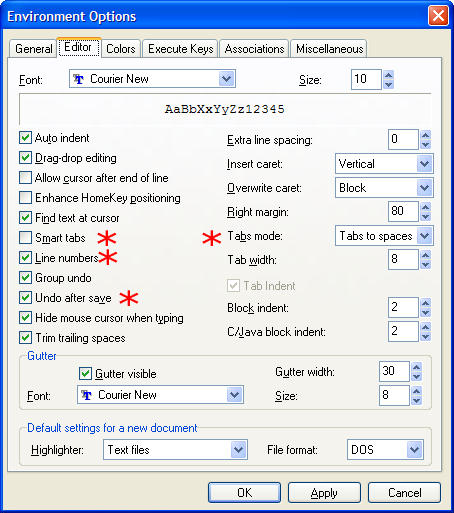 Environment Options
General Editor Colors Execute Keys Associations Miscellaneous
Font: Courier New Size: 10
AaBbXxYyZz12345
Auto indent
Drag-drop editing
Allow cursor after end of line
Enhance HomeKey positioning
Find text at cursor
Smart tabs
Line numbers
Group undo
Undo after save
Hide mouse cursor when typing
Trim trailing spaces
Extra line spacing: 0
Insert caret: Vertical
Overwrite caret: Block
Right margin: 80
Tabs mode: Tabs to spaces
Tab width: 8
Tab Indent
Block indent: 2
C/Java block indent: 2
Gutter
Gutter visible Gutter width: 30
Font: Courier New Size: 8
Default settings for a new document
Highlighter: Text files File format: DOS
OK Apply Cancel